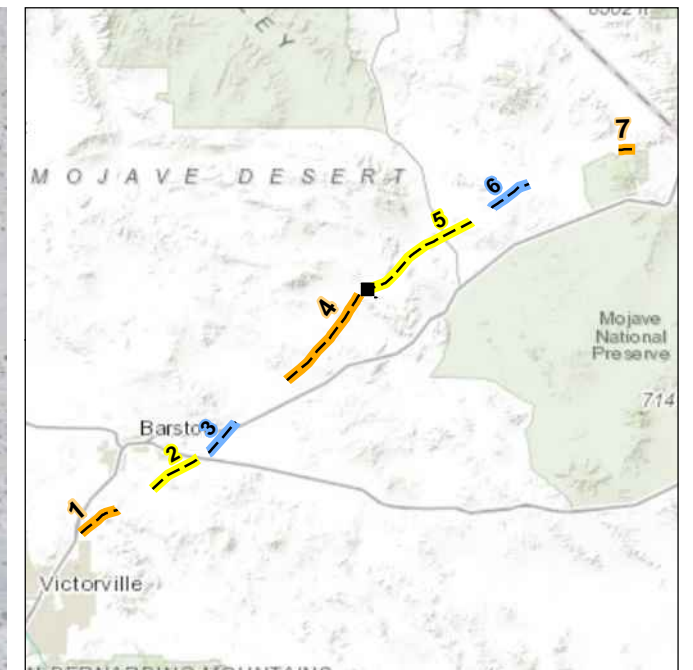 E Y
7
MOJAVE DESERT
6
5
4
Mojave
National
Preserve
714
Barsto
3
2
1
Victorville